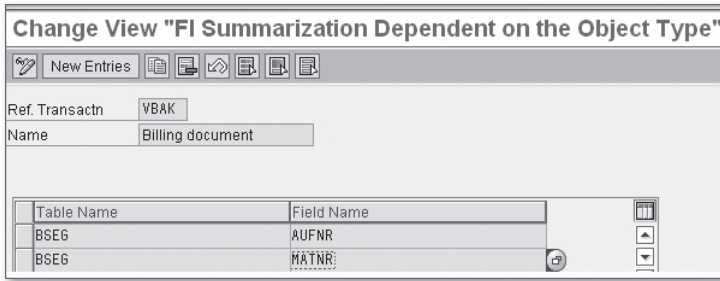 Change View "FI Summarization Dependent on the Object Type"
New Entries
Ref. Transactn VBAK
Name Billing document
Table Name Field Name
BSEG AUFNR
BSEG MATNR